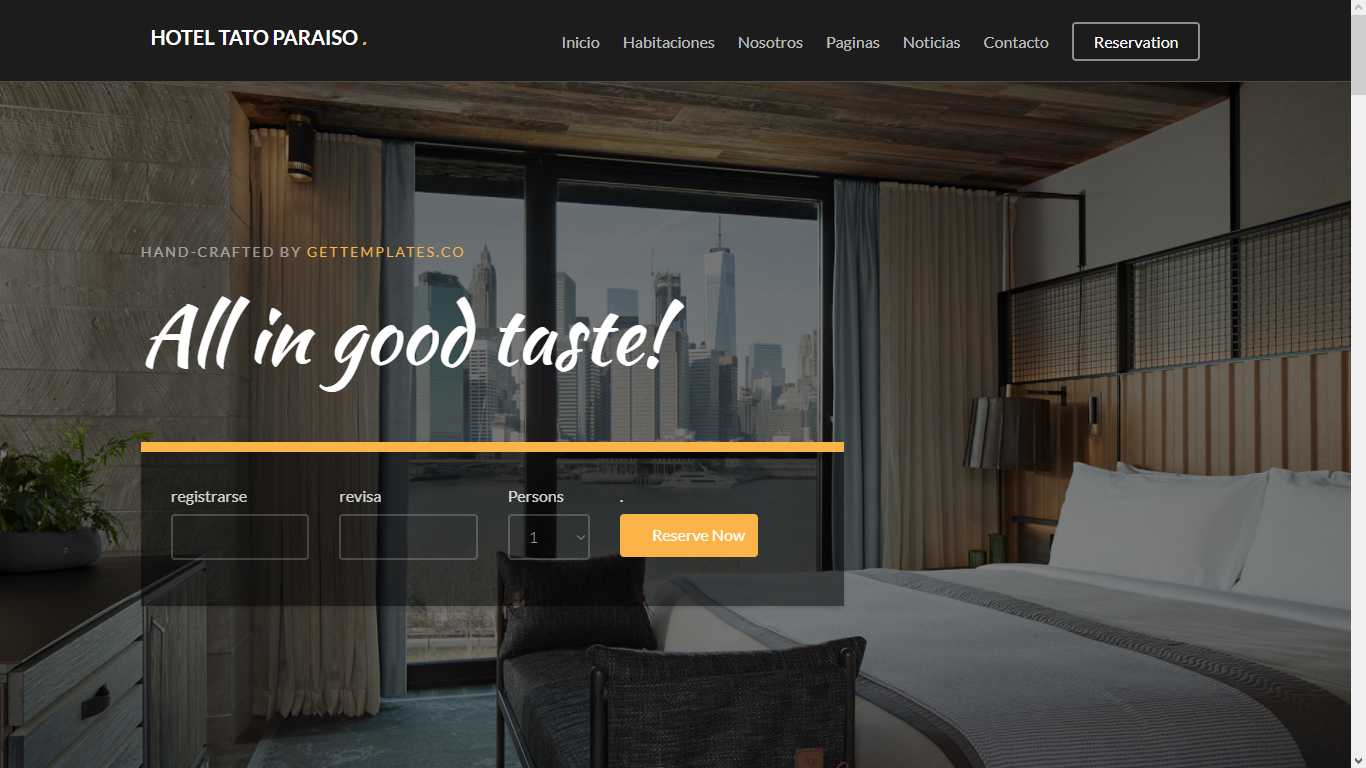 HOTEL TATO PARAISO .
Inicio Habitaciones Nosotros Paginas Noticias Contacto Reservation
HAND-CRAFTED BY GETTEMPLATES.CO
All in good taste!
registrarse revisa Persons .
1 Reserve Now